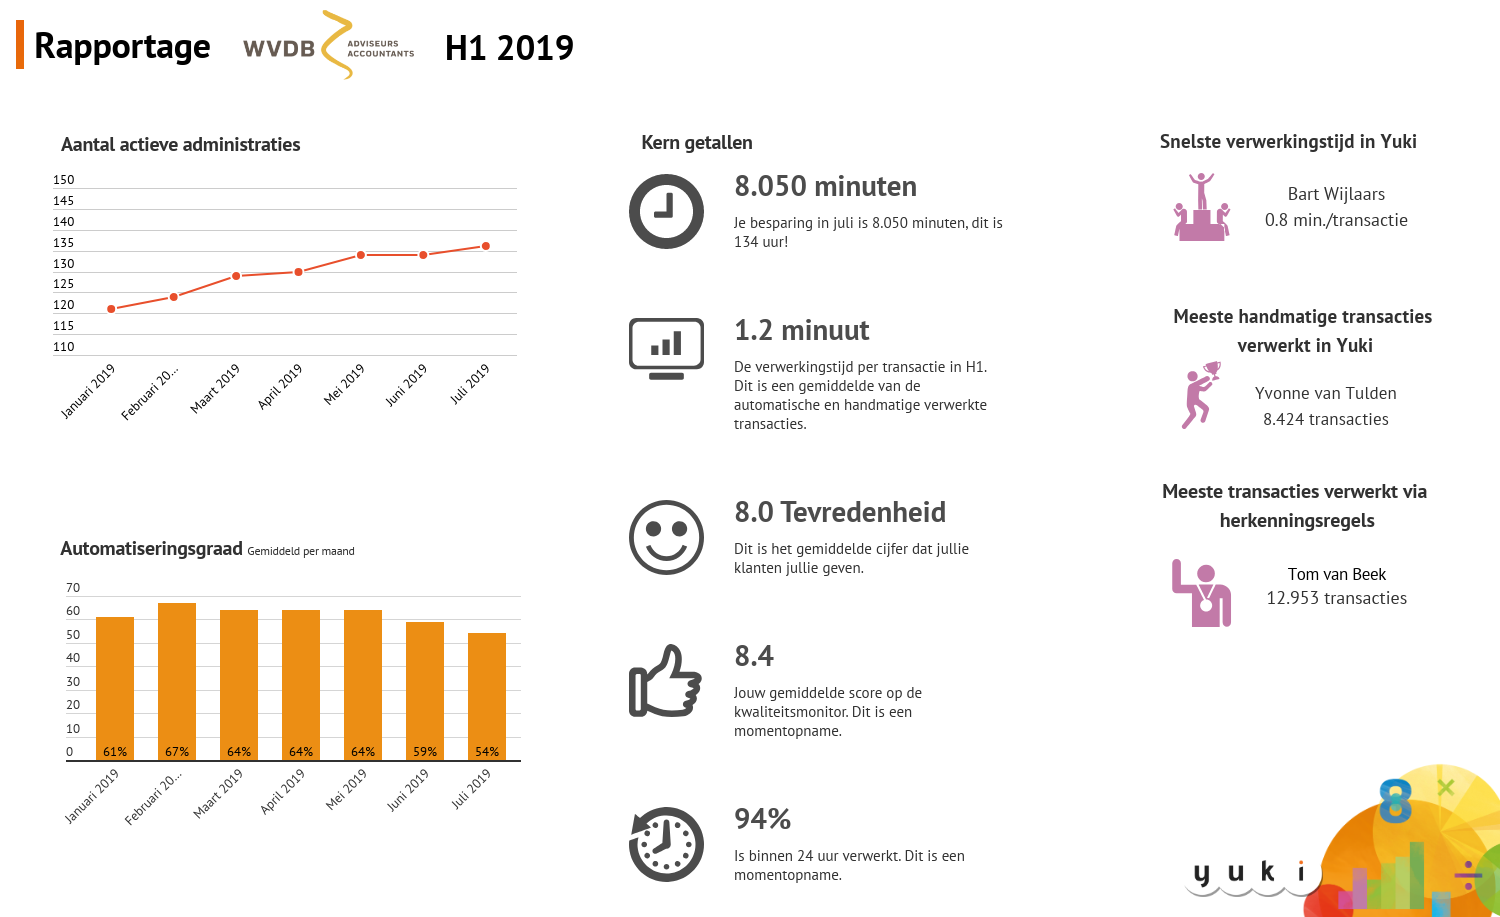 Rapportage
WVDB
ADVISEURS
ACCOUNTANTS
H1 2019
Aantal actieve administraties
150
145
140
135
130
125
120
115
110
Januari 2019
Februari 20...
Maart 2019
April 2019
Mei 2019
Juni 2019
Juli 2019
Automatiseringsgraad Gemiddeld per maand
70
60
50
40
30
20
10
0
61%
67%
64%
64%
64%
59%
54%
Januari 2019
Februari 20...
Maart 2019
April 2019
Mei 2019
Juni 2019
Juli 2019
Kern getallen
8.050 minuten
Je besparing in juli is 8.050 minuten, dit is
134 uur!
1.2 minuut
De verwerkingstijd per transactie in H1.
Dit is een gemiddelde van de
automatische en handmatige verwerkte
transacties.
8.0 Tevredenheid
Dit is het gemiddelde cijfer dat jullie
klanten jullie geven.
8.4
Jouw gemiddelde score op de
kwaliteitsmonitor. Dit is een
momentopname.
94%
Is binnen 24 uur verwerkt. Dit is een
momentopname.
Snelste verwerkingstijd in Yuki
Bart Wijlaars
0.8 min./transactie
Meeste handmatige transacties
verwerkt in Yuki
Yvonne van Tulden
8.424 transacties
Meeste transacties verwerkt via
herkenningsregels
Tom van Beek
12.953 transacties
8
×
÷
yuki